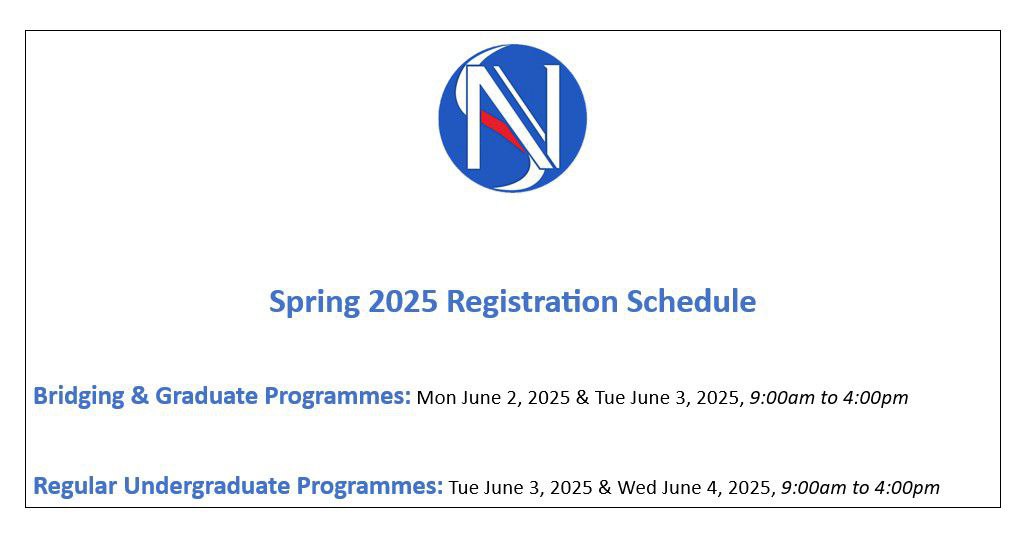 NS
Spring 2025 Registration Schedule
Bridging & Graduate Programmes: Mon June 2, 2025 & Tue June 3, 2025, 9:00am to 4:00pm
Regular Undergraduate Programmes: Tue June 3, 2025 & Wed June 4, 2025, 9:00am to 4:00pm